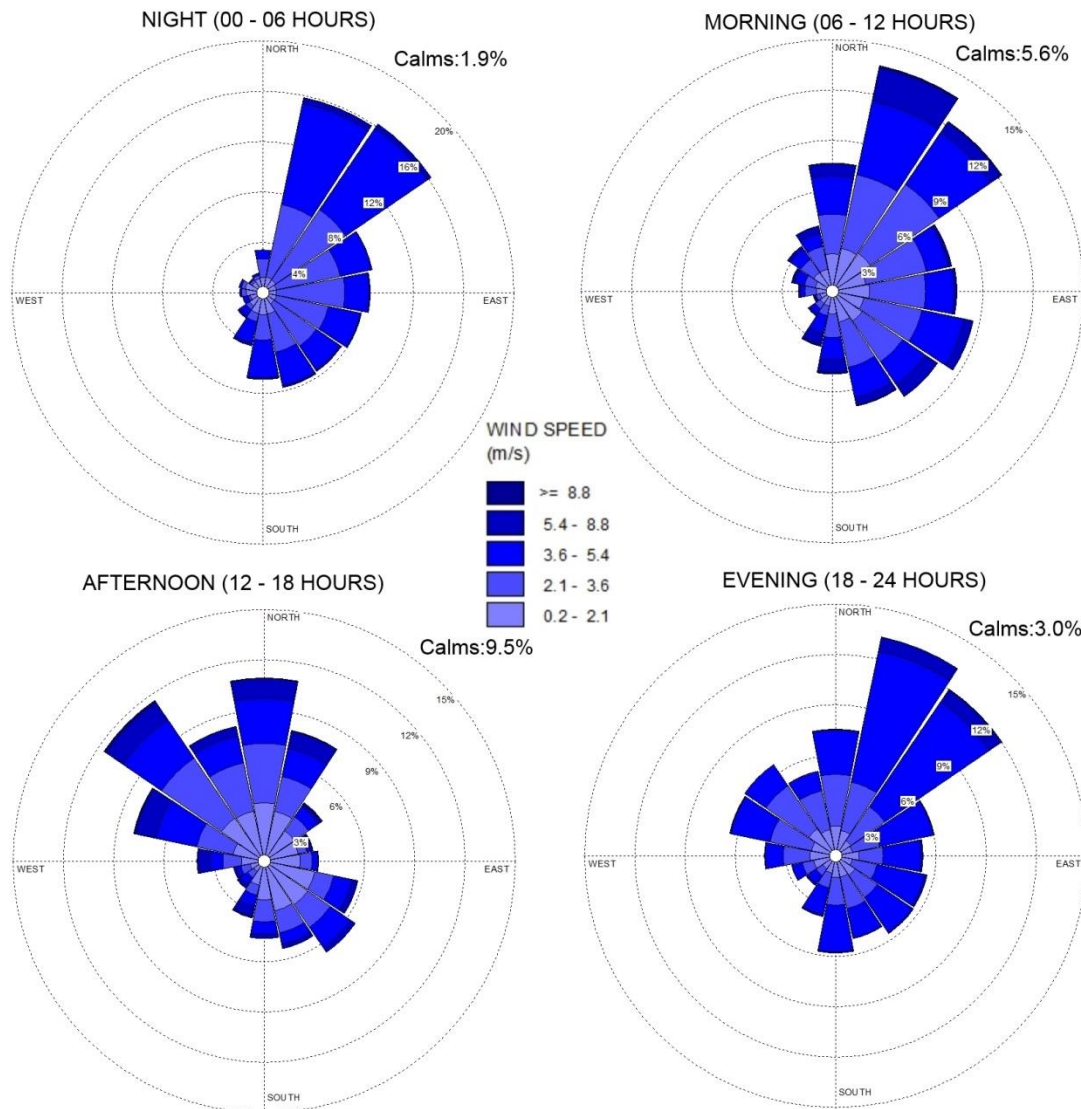 NIGHT (00 - 06 HOURS)
Calms:1.9%
NORTH
20%
16%
12%
8%
4%
WEST
EAST
SOUTH
MORNING (06 - 12 HOURS)
Calms:5.6%
NORTH
15%
12%
9%
6%
3%
WEST
EAST
SOUTH
WIND SPEED
(m/s)
>= 8.8
5.4 - 8.8
3.6 - 5.4
2.1 - 3.6
0.2 - 2.1
AFTERNOON (12 - 18 HOURS)
Calms:9.5%
NORTH
15%
12%
9%
6%
3%
WEST
EAST
SOUTH
EVENING (18 - 24 HOURS)
Calms:3.0%
NORTH
15%
12%
9%
6%
3%
WEST
EAST
SOUTH